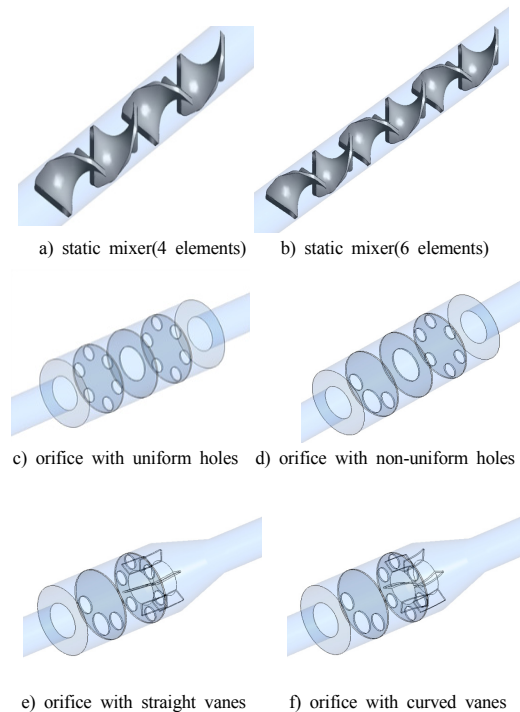 a) static mixer(4 elements)
b) static mixer(6 elements)
c) orifice with uniform holes
d) orifice with non-uniform holes
e) orifice with straight vanes
f) orifice with curved vanes